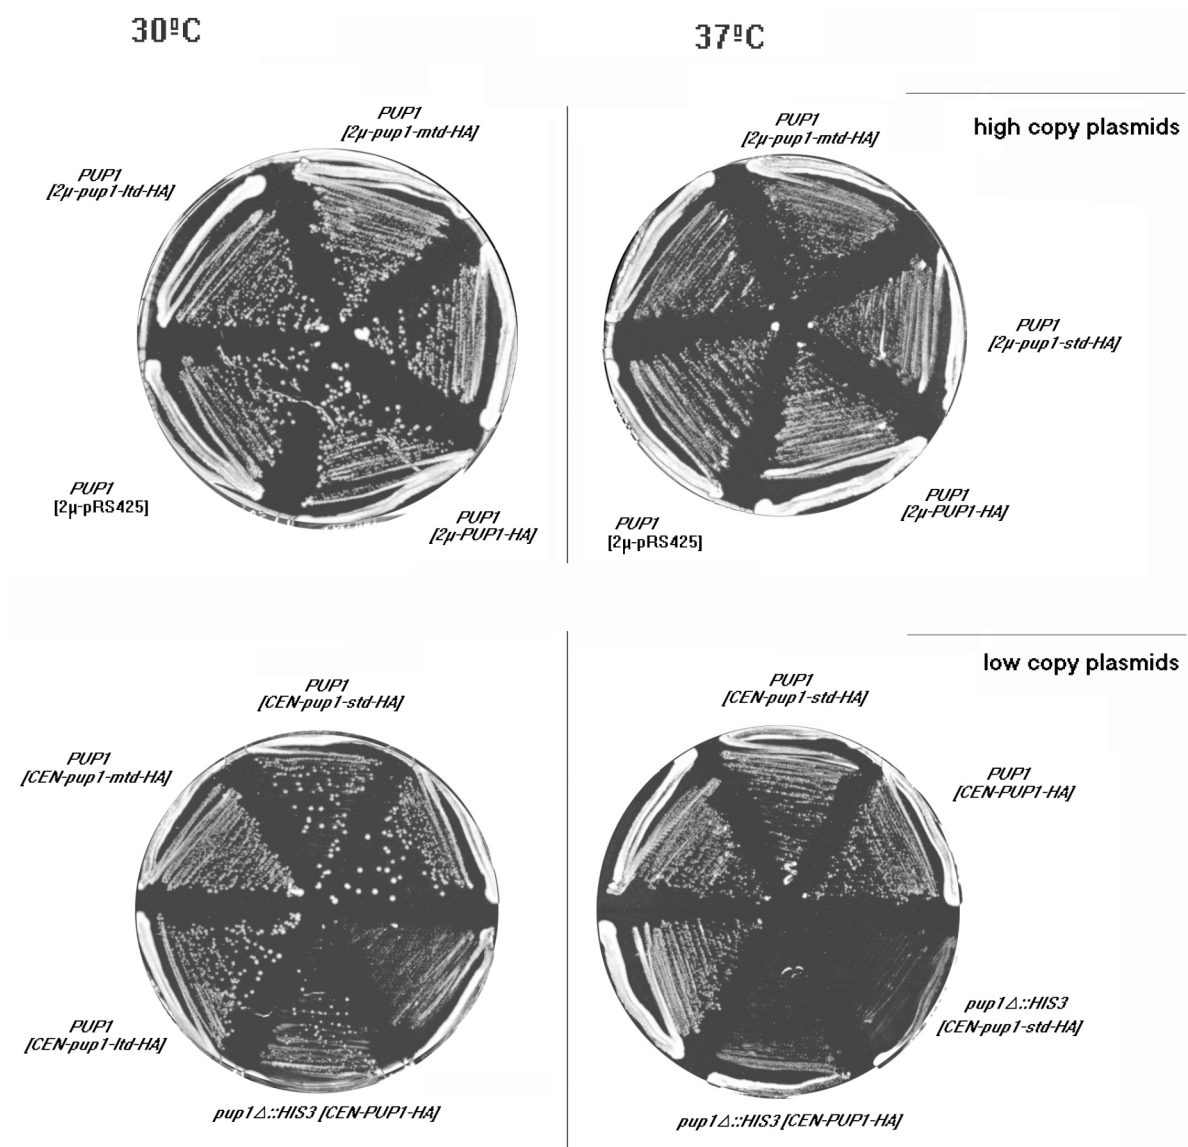 30ºC
37ºC
high copy plasmids
PUP1
[2µ-pup1-mtd-HA]
PUP1
[2µ-pup1-ltd-HA]
PUP1
[2µ-pRS425]
PUP1
[2µ-PUP1-HA]
PUP1
[2µ-pup1-mtd-HA]
PUP1
[2µ-pup1-std-HA]
PUP1
[2µ-PUP1-HA]
PUP1
[2µ-pRS425]
low copy plasmids
PUP1
[CEN-pup1-std-HA]
PUP1
[CEN-pup1-mtd-HA]
PUP1
[CEN-pup1-ltd-HA]
pup1Δ::HIS3 [CEN-PUP1-HA]
PUP1
[CEN-pup1-std-HA]
PUP1
[CEN-PUP1-HA]
pup1Δ::HIS3
[CEN-pup1-std-HA]
pup1Δ::HIS3 [CEN-PUP1-HA]